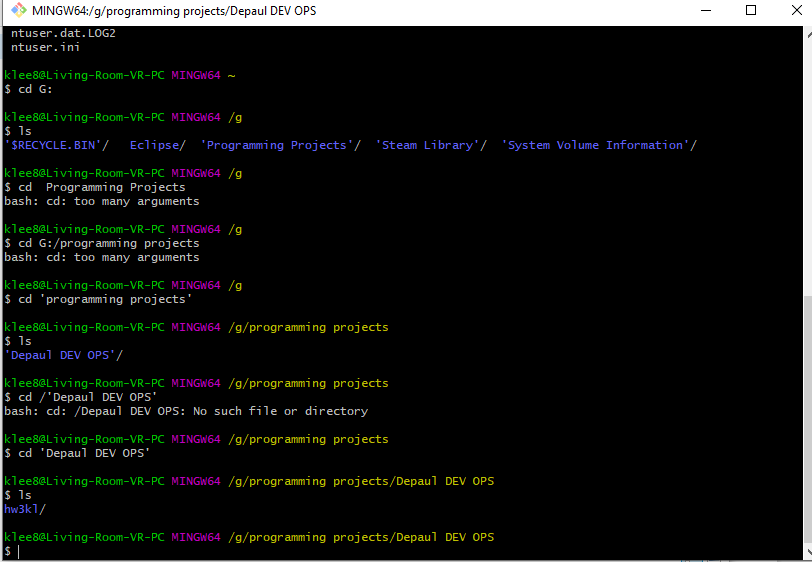 MINGW64:/g/programming projects/Depaul DEV OPS
ntuser.dat.LOG2
ntuser.ini
klee8@Living-Room-VR-PC MINGW64 ~
$ cd G:
klee8@Living-Room-VR-PC MINGW64 /g
$ ls
'$RECYCLE.BIN'/   Eclipse/  'Programming Projects'/  'Steam Library'/  'System Volume Information'/
klee8@Living-Room-VR-PC MINGW64 /g
$ cd  Programming Projects
bash: cd: too many arguments
klee8@Living-Room-VR-PC MINGW64 /g
$ cd G:/programming projects
bash: cd: too many arguments
klee8@Living-Room-VR-PC MINGW64 /g
$ cd 'programming projects'
klee8@Living-Room-VR-PC MINGW64 /g/programming projects
$ ls
'Depaul DEV OPS'/
klee8@Living-Room-VR-PC MINGW64 /g/programming projects
$ cd /'Depaul DEV OPS'
bash: cd: /Depaul DEV OPS: No such file or directory
klee8@Living-Room-VR-PC MINGW64 /g/programming projects
$ cd 'Depaul DEV OPS'
klee8@Living-Room-VR-PC MINGW64 /g/programming projects/Depaul DEV OPS
$ ls
hw3kl/
klee8@Living-Room-VR-PC MINGW64 /g/programming projects/Depaul DEV OPS
$